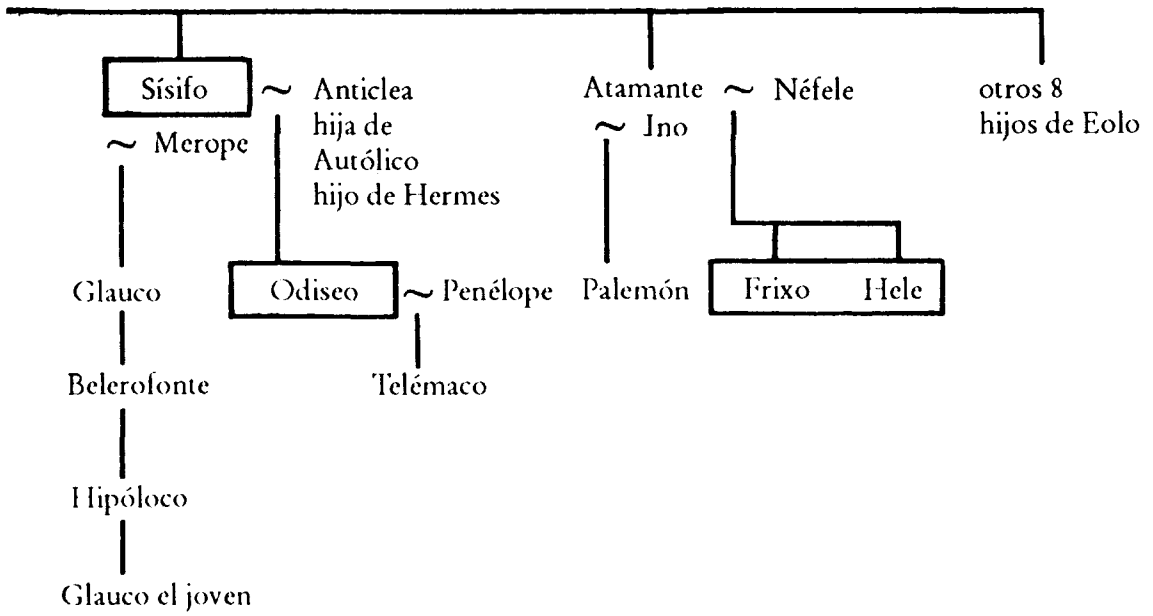 Sísifo ~ Anticlea
hija de
Autólico
hijo de Hermes
~ Merope
Atamante ~ Néfele
~ Ino
otros 8
hijos de Eolo
Glauco
Odiseo ~ Penélope
Palemón
Frixo Hele
Belerofonte
Telémaco
Hipóloco
Glauco el joven